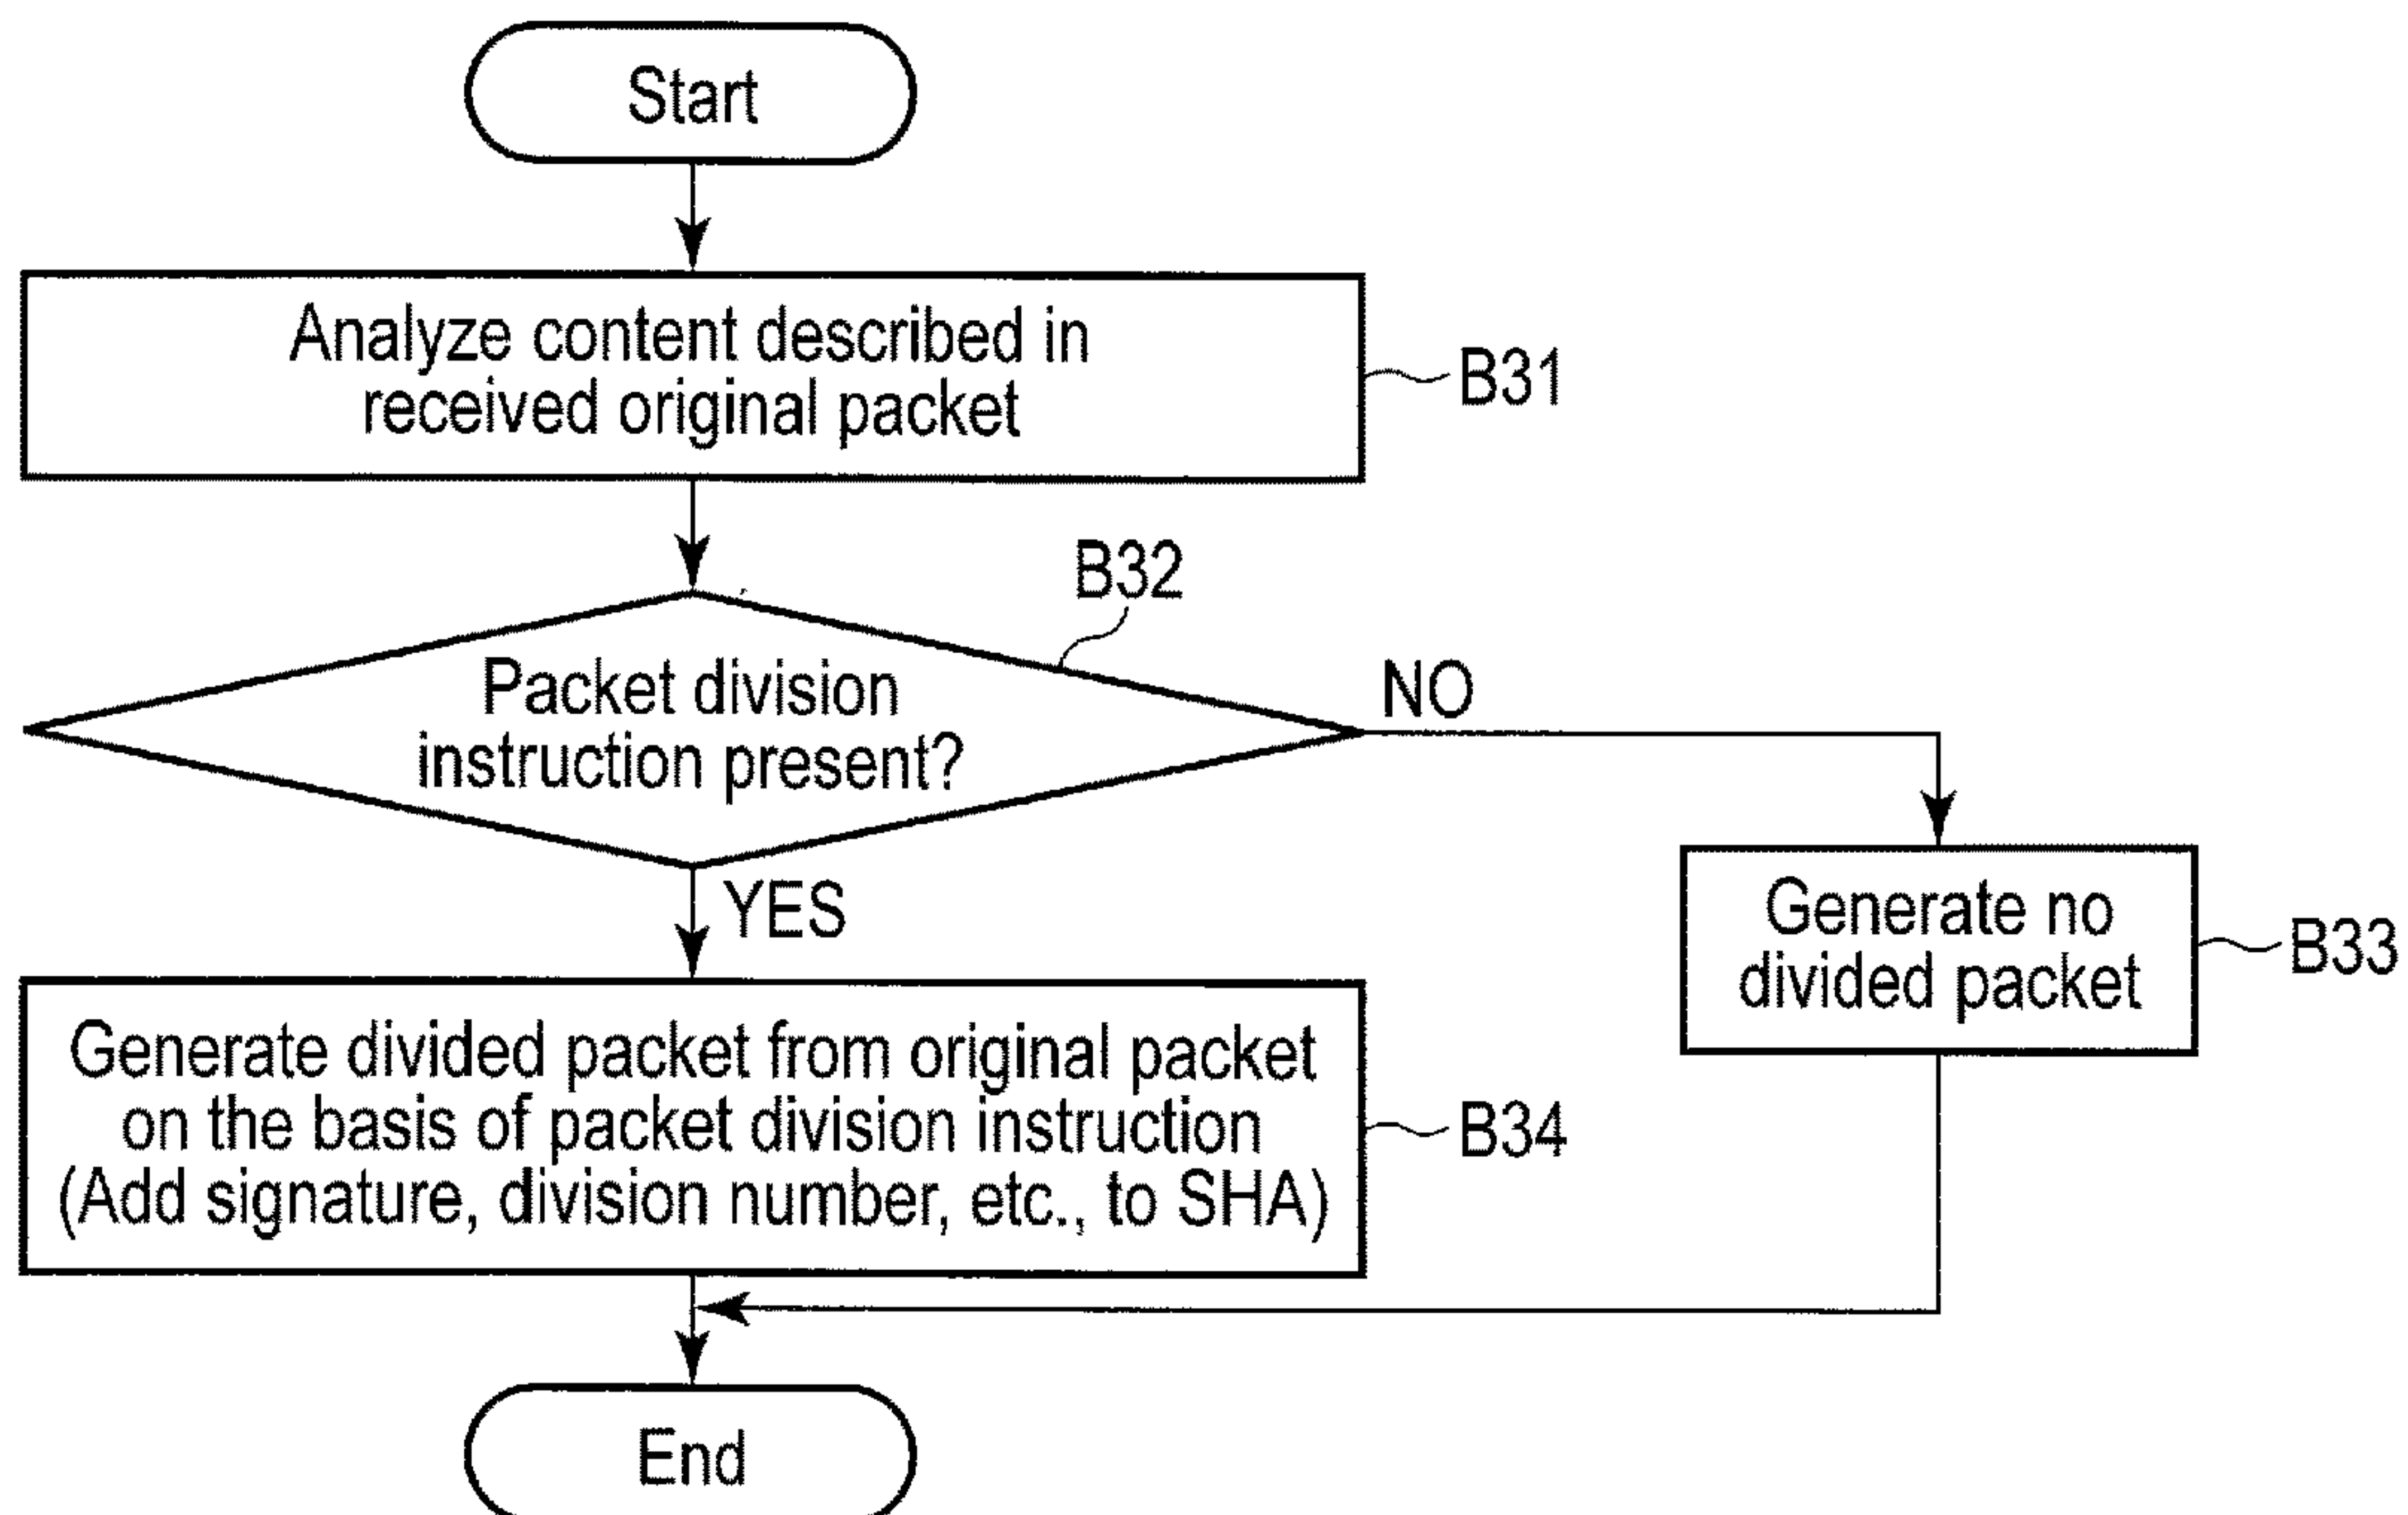 Start
Analyze content described in
received original packet
B31
B32
Packet division
instruction present?
NO
YES
Generate no
divided packet
B33
Generate divided packet from original packet
on the basis of packet division instruction
(Add signature, division number, etc., to SHA)
B34
End